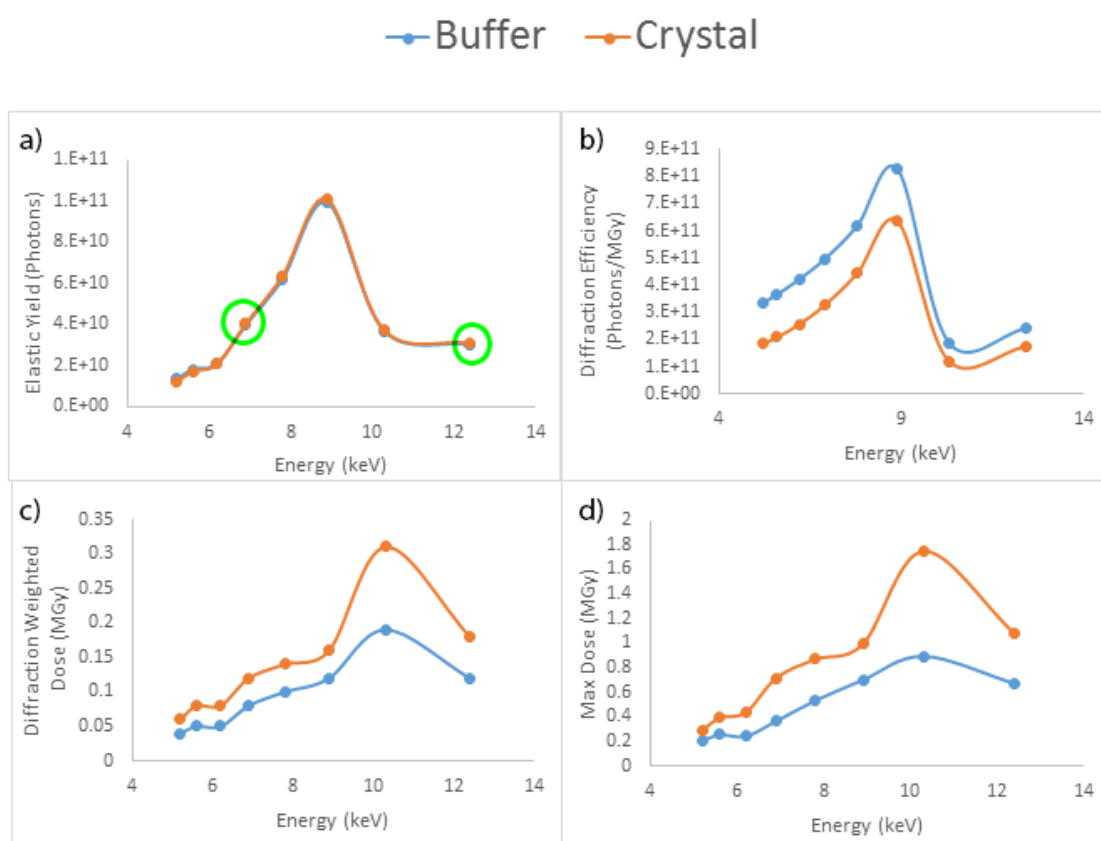 Buffer Crystal
a)
Elastic Yield (Photons)
1.E+11
1.E+11
8.E+10
6.E+10
4.E+10
2.E+10
0.E+00
4 6 8 10 12 14
Energy (keV)
b)
Diffraction Efficiency
(Photons/MGy)
9.E+11
8.E+11
7.E+11
6.E+11
5.E+11
4.E+11
3.E+11
2.E+11
1.E+11
0.E+00
4 9 14
Energy (keV)
c)
Diffraction Weighted
Dose (MGy)
0.35
0.3
0.25
0.2
0.15
0.1
0.05
0
4 6 8 10 12 14
Energy (keV)
d)
Max Dose (MGy)
2
1.8
1.6
1.4
1.2
1
0.8
0.6
0.4
0.2
0
4 6 8 10 12 14
Energy (keV)